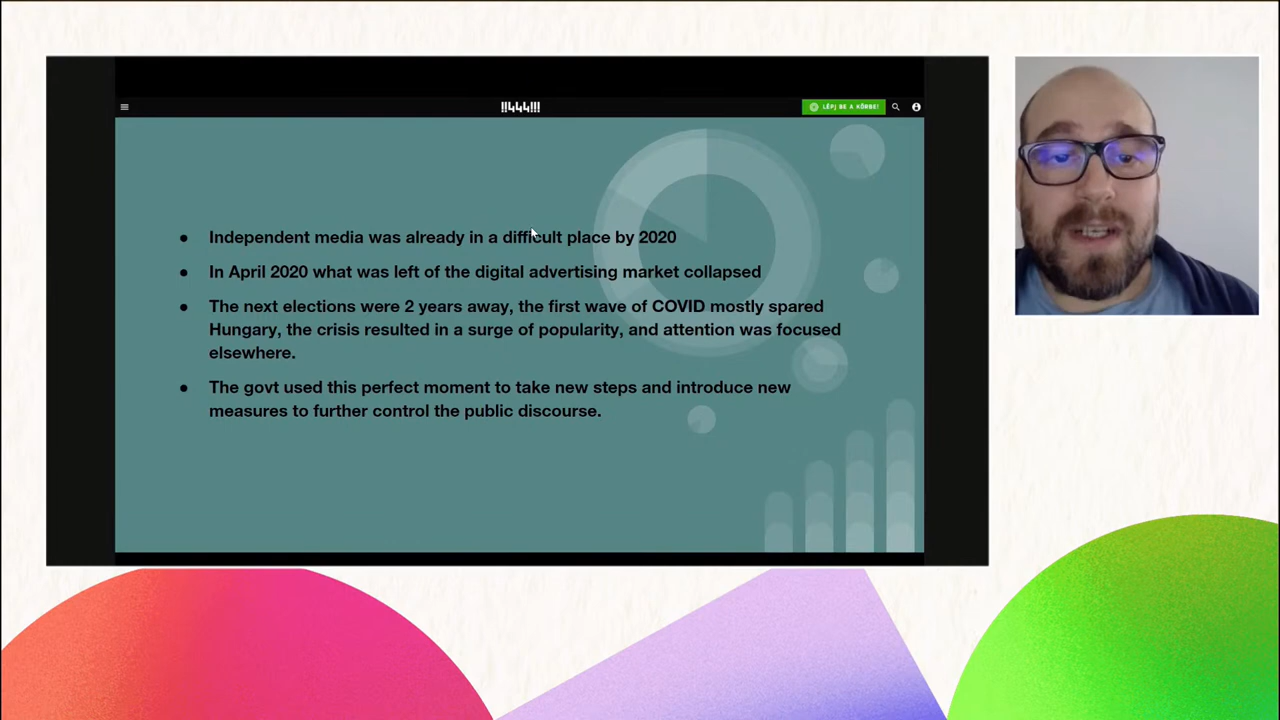 !!444!!!
LÉPJ BE A KÖRBE!
● Independent media was already in a difficult place by 2020
● In April 2020 what was left of the digital advertising market collapsed
● The next elections were 2 years away, the first wave of COVID mostly spared
Hungary, the crisis resulted in a surge of popularity, and attention was focused
elsewhere.
● The govt used this perfect moment to take new steps and introduce new
measures to further control the public discourse.